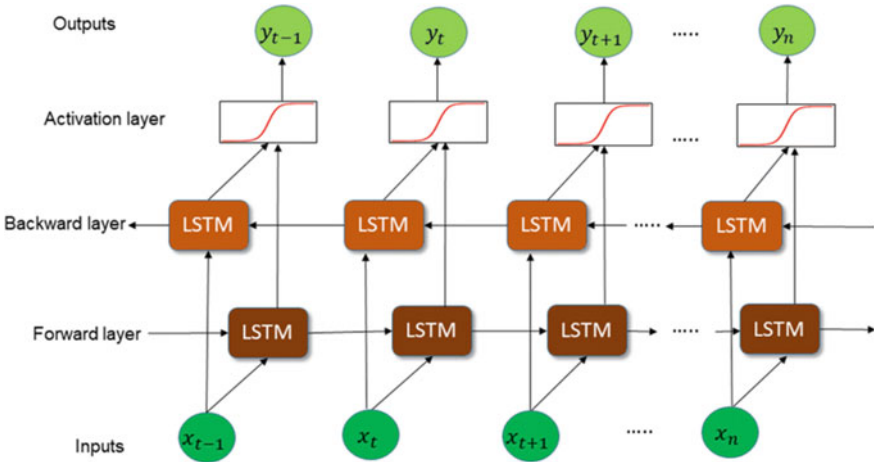 Outputs
y_{t-1} y_t y_{t+1} ..... y_n
Activation layer
.....
Backward layer
LSTM LSTM LSTM ..... LSTM
Forward layer
LSTM LSTM LSTM ..... LSTM
Inputs
x_{t-1} x_t x_{t+1} ..... x_n